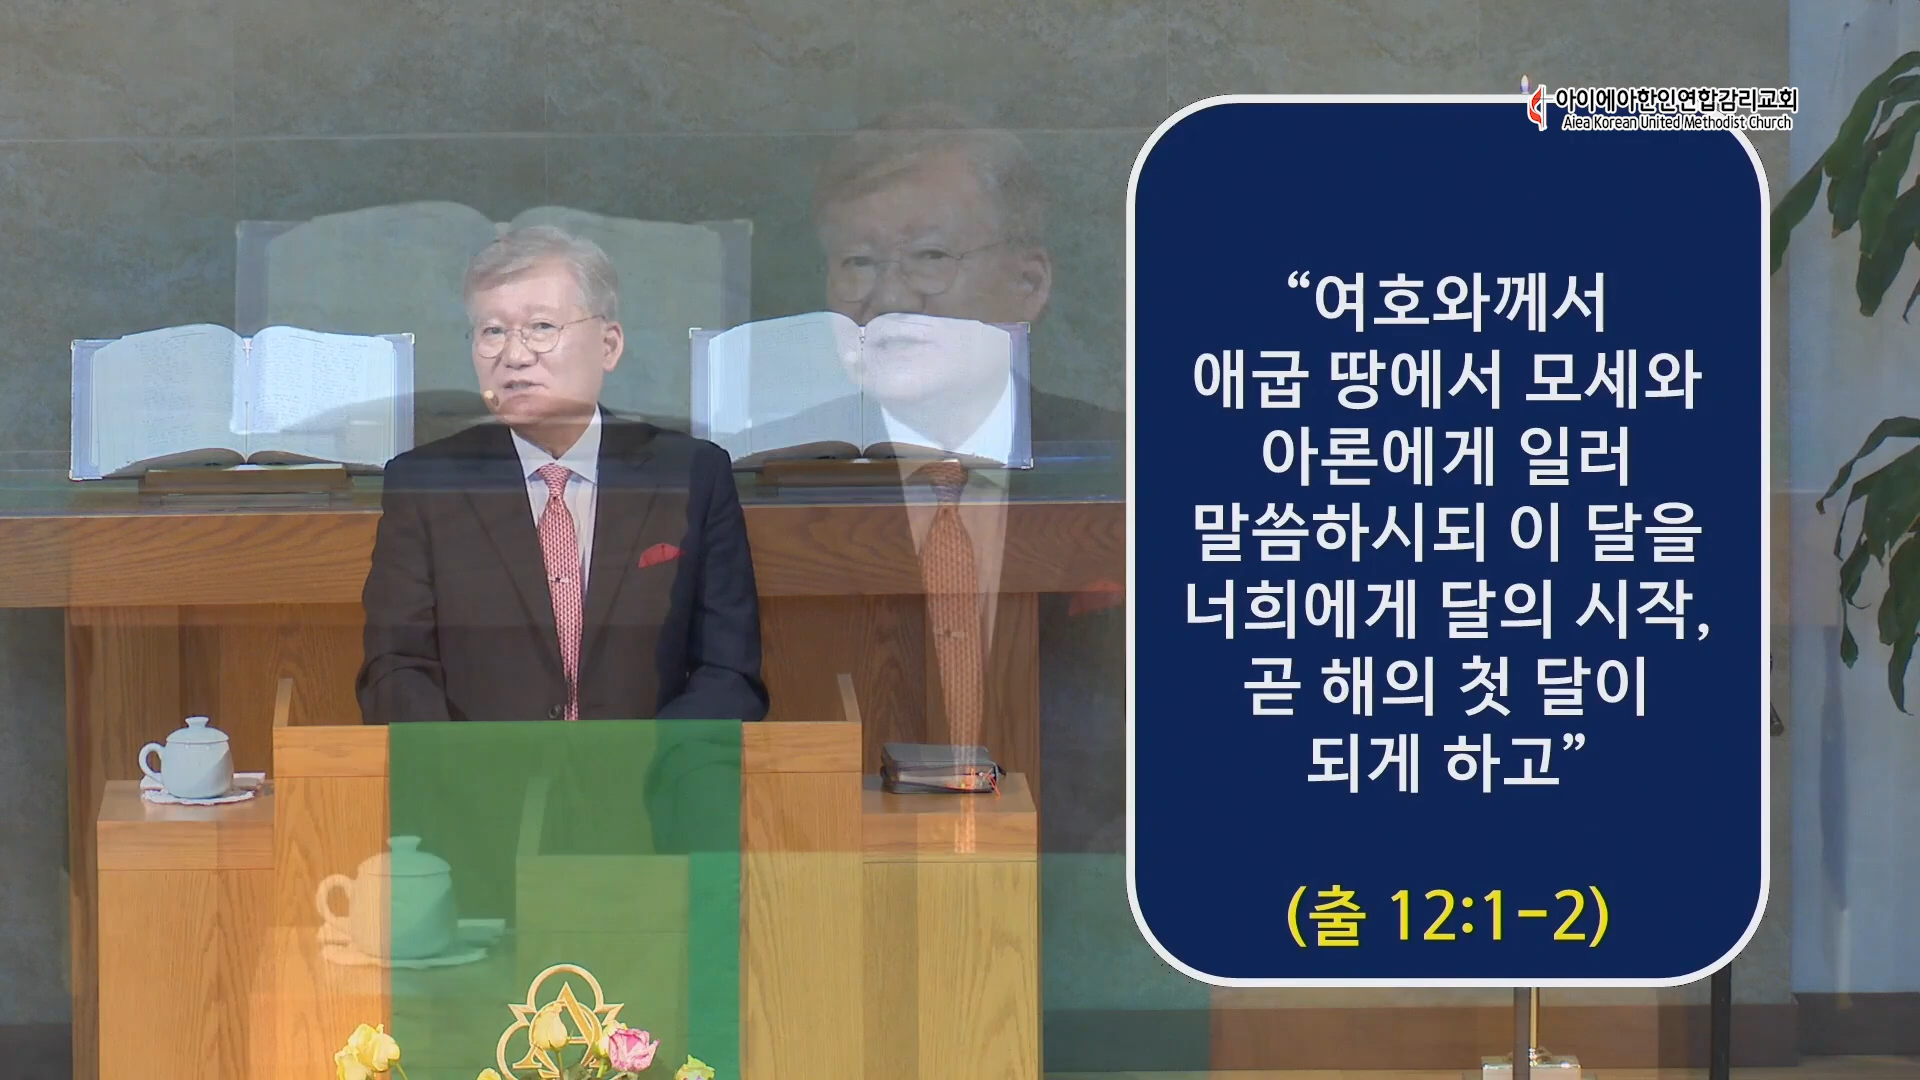 아이에아한인연합감리교회
Aiea Korean United Methodist Church
“여호와께서
애굽 땅에서 모세와
아론에게 일러
말씀하시되 이 달을
너희에게 달의 시작,
곧 해의 첫 달이
되게 하고”
(출 12:1-2)